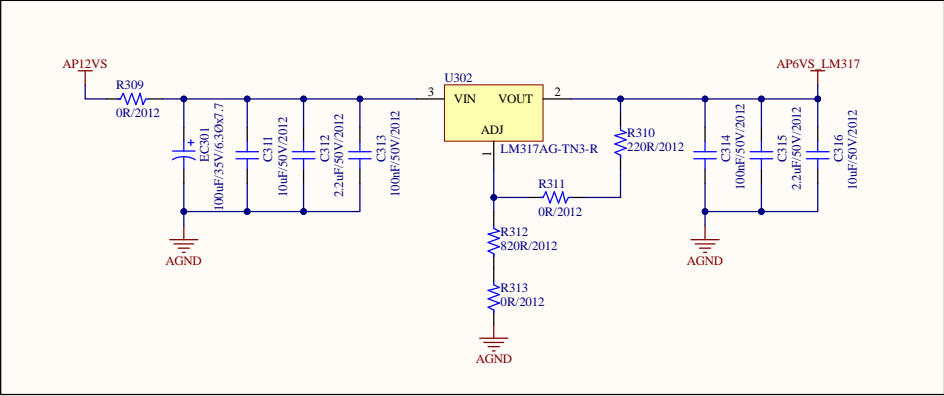 AP12VS
R309
0R/2012
EC301
100uF/35V/6.3Øx7.7
C311
10uF/50V/2012
C312
2.2uF/50V/2012
C313
100nF/50V/2012
U302
3
VIN
VOUT
2
ADJ
1
LM317AG-TN3-R
R310
220R/2012
R311
0R/2012
R312
820R/2012
R313
0R/2012
AP6VS_LM317
C314
100nF/50V/2012
C315
2.2uF/50V/2012
C316
10uF/50V/2012
AGND
AGND
AGND